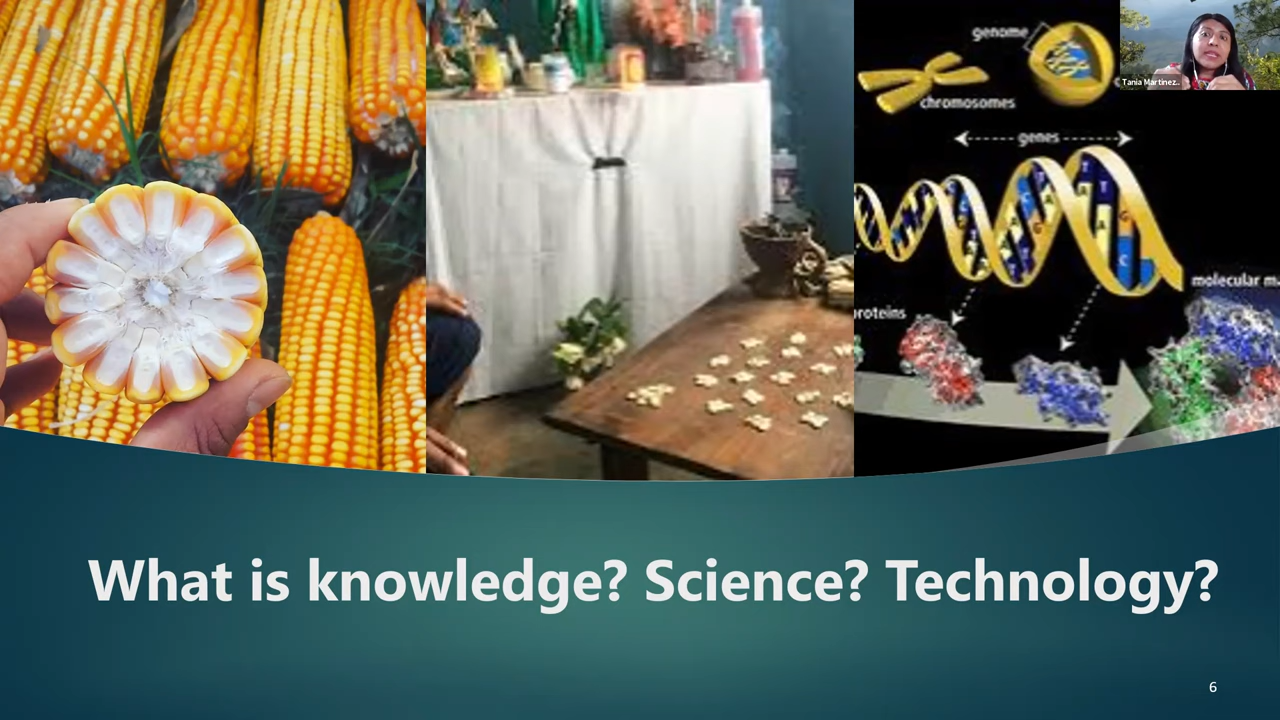 genome
Tania Martinez..
chromosomes
genes
T
T
T
A
G
C
molecular m
proteins
What is knowledge? Science? Technology?
6